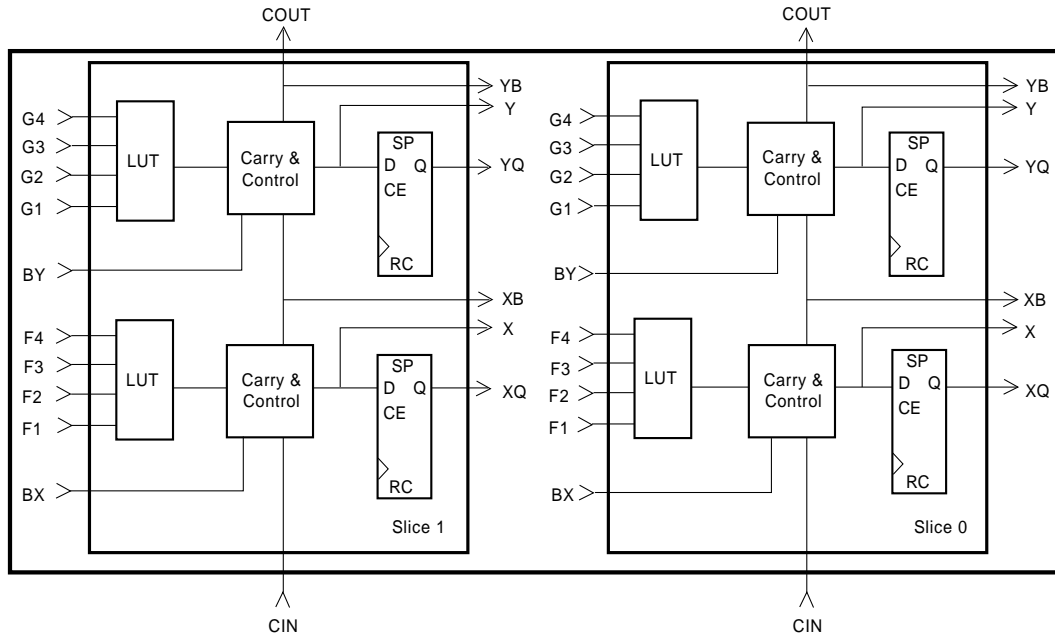 COUT
YB
Y
G4
G3
G2
G1
LUT
Carry &
Control
SP
D Q
CE
RC
YQ
BY
XB
X
F4
F3
F2
F1
LUT
Carry &
Control
SP
D Q
CE
RC
XQ
BX
Slice 1
CIN
COUT
YB
Y
G4
G3
G2
G1
LUT
Carry &
Control
SP
D Q
CE
RC
YQ
BY
XB
X
F4
F3
F2
F1
LUT
Carry &
Control
SP
D Q
CE
RC
XQ
BX
Slice 0
CIN